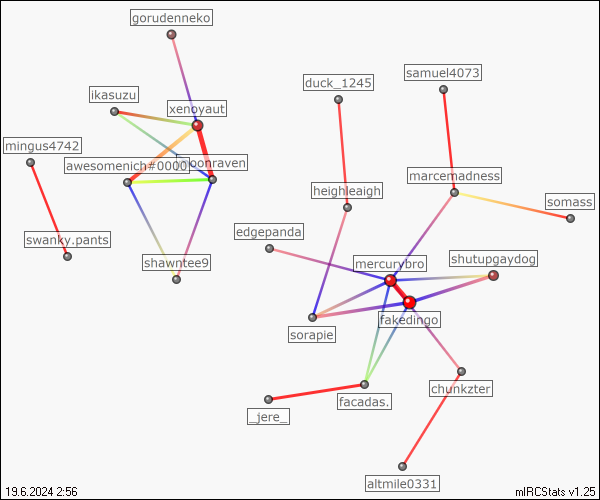 gorudenneko
duck_1245
samuel4073
ikasuzu
xenoyaut
mingus4742
awesomenich#0000
moonraven
marcemadness
heighleaigh
somass
edgepanda
swanky.pants
shawntee9
mercurybro
shutupgaydog
sorapie
fakedingo
chunkzter
facadas.
_jere_
altmile0331
19.6.2024 2:56
mIRCStats v1.25